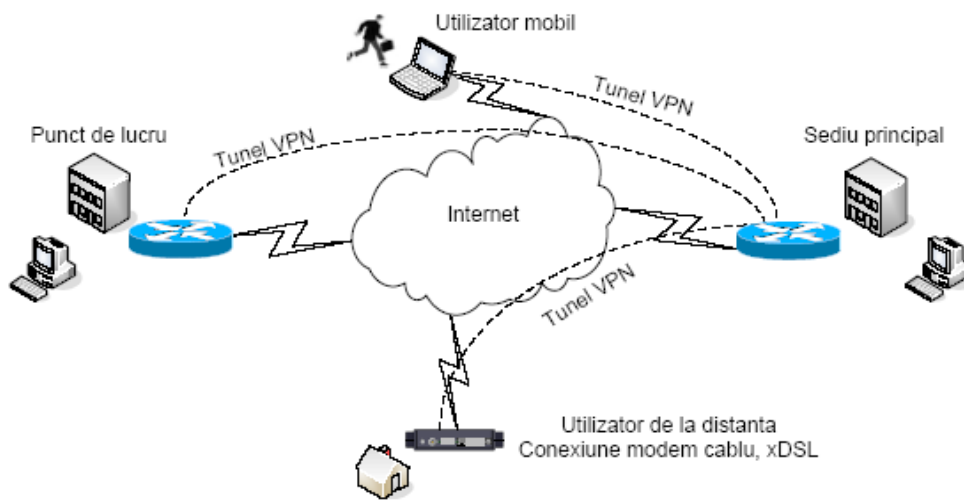 Utilizator mobil
Tunel VPN
Punct de lucru
Tunel VPN
Sediu principal
Internet
Tunel VPN
Utilizator de la distanta
Conexiune modem cablu, xDSL